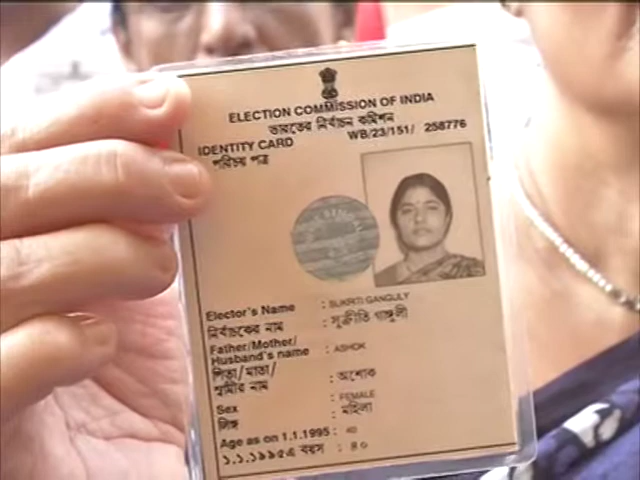 ELECTION COMMISSION OF INDIA
ভারতের নির্বাচন কমিশন
IDENTITY CARD WB/23/151/ 258776
পরিচয় পত্র
Elector's Name : SUKRITI GANGULY
নির্বাচকের নাম : সুক্রীতি গাঙ্গুলী
Father/Mother/
Husband's name : ASHOK
পিতা/মাতা/
স্বামীর নাম : অশোক
Sex : FEMALE
লিঙ্গ : মহিলা
Age as on 1.1.1995 : 40
১.১.১৯৯৫এ বয়স : ৪০